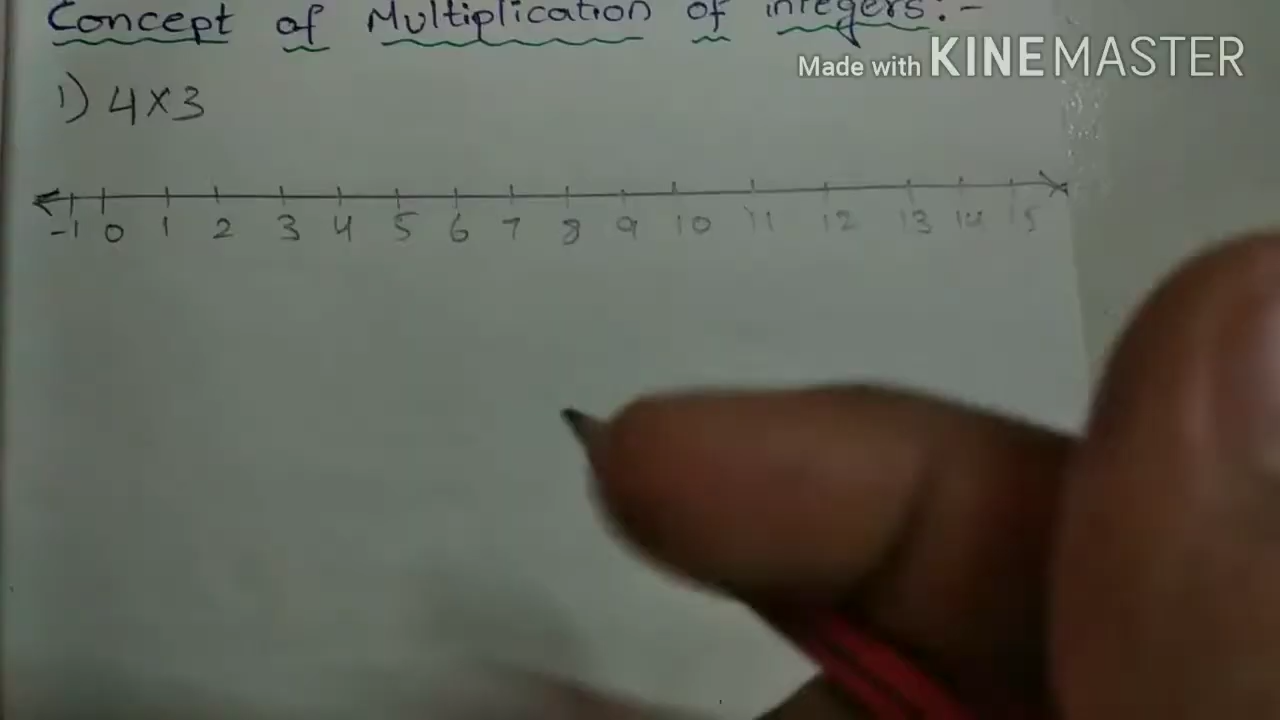 Concept of Multiplication of integers:-
Made with KINEMASTER
1) 4×3
-1 0 1 2 3 4 5 6 7 8 9 10 11 12 13 14 15